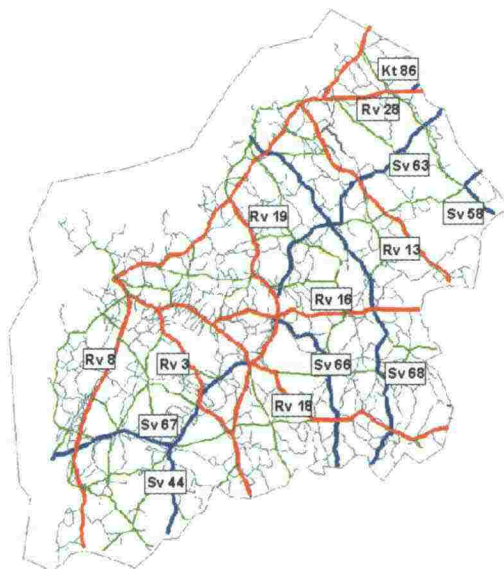 Kt 86
Rv 28
Sv 63
Sv 58
Rv 19
Rv 13
Rv 16
Rv 8
Rv 3
Sv 66
Sv 68
Rv 18
Sv 67
Sv 44